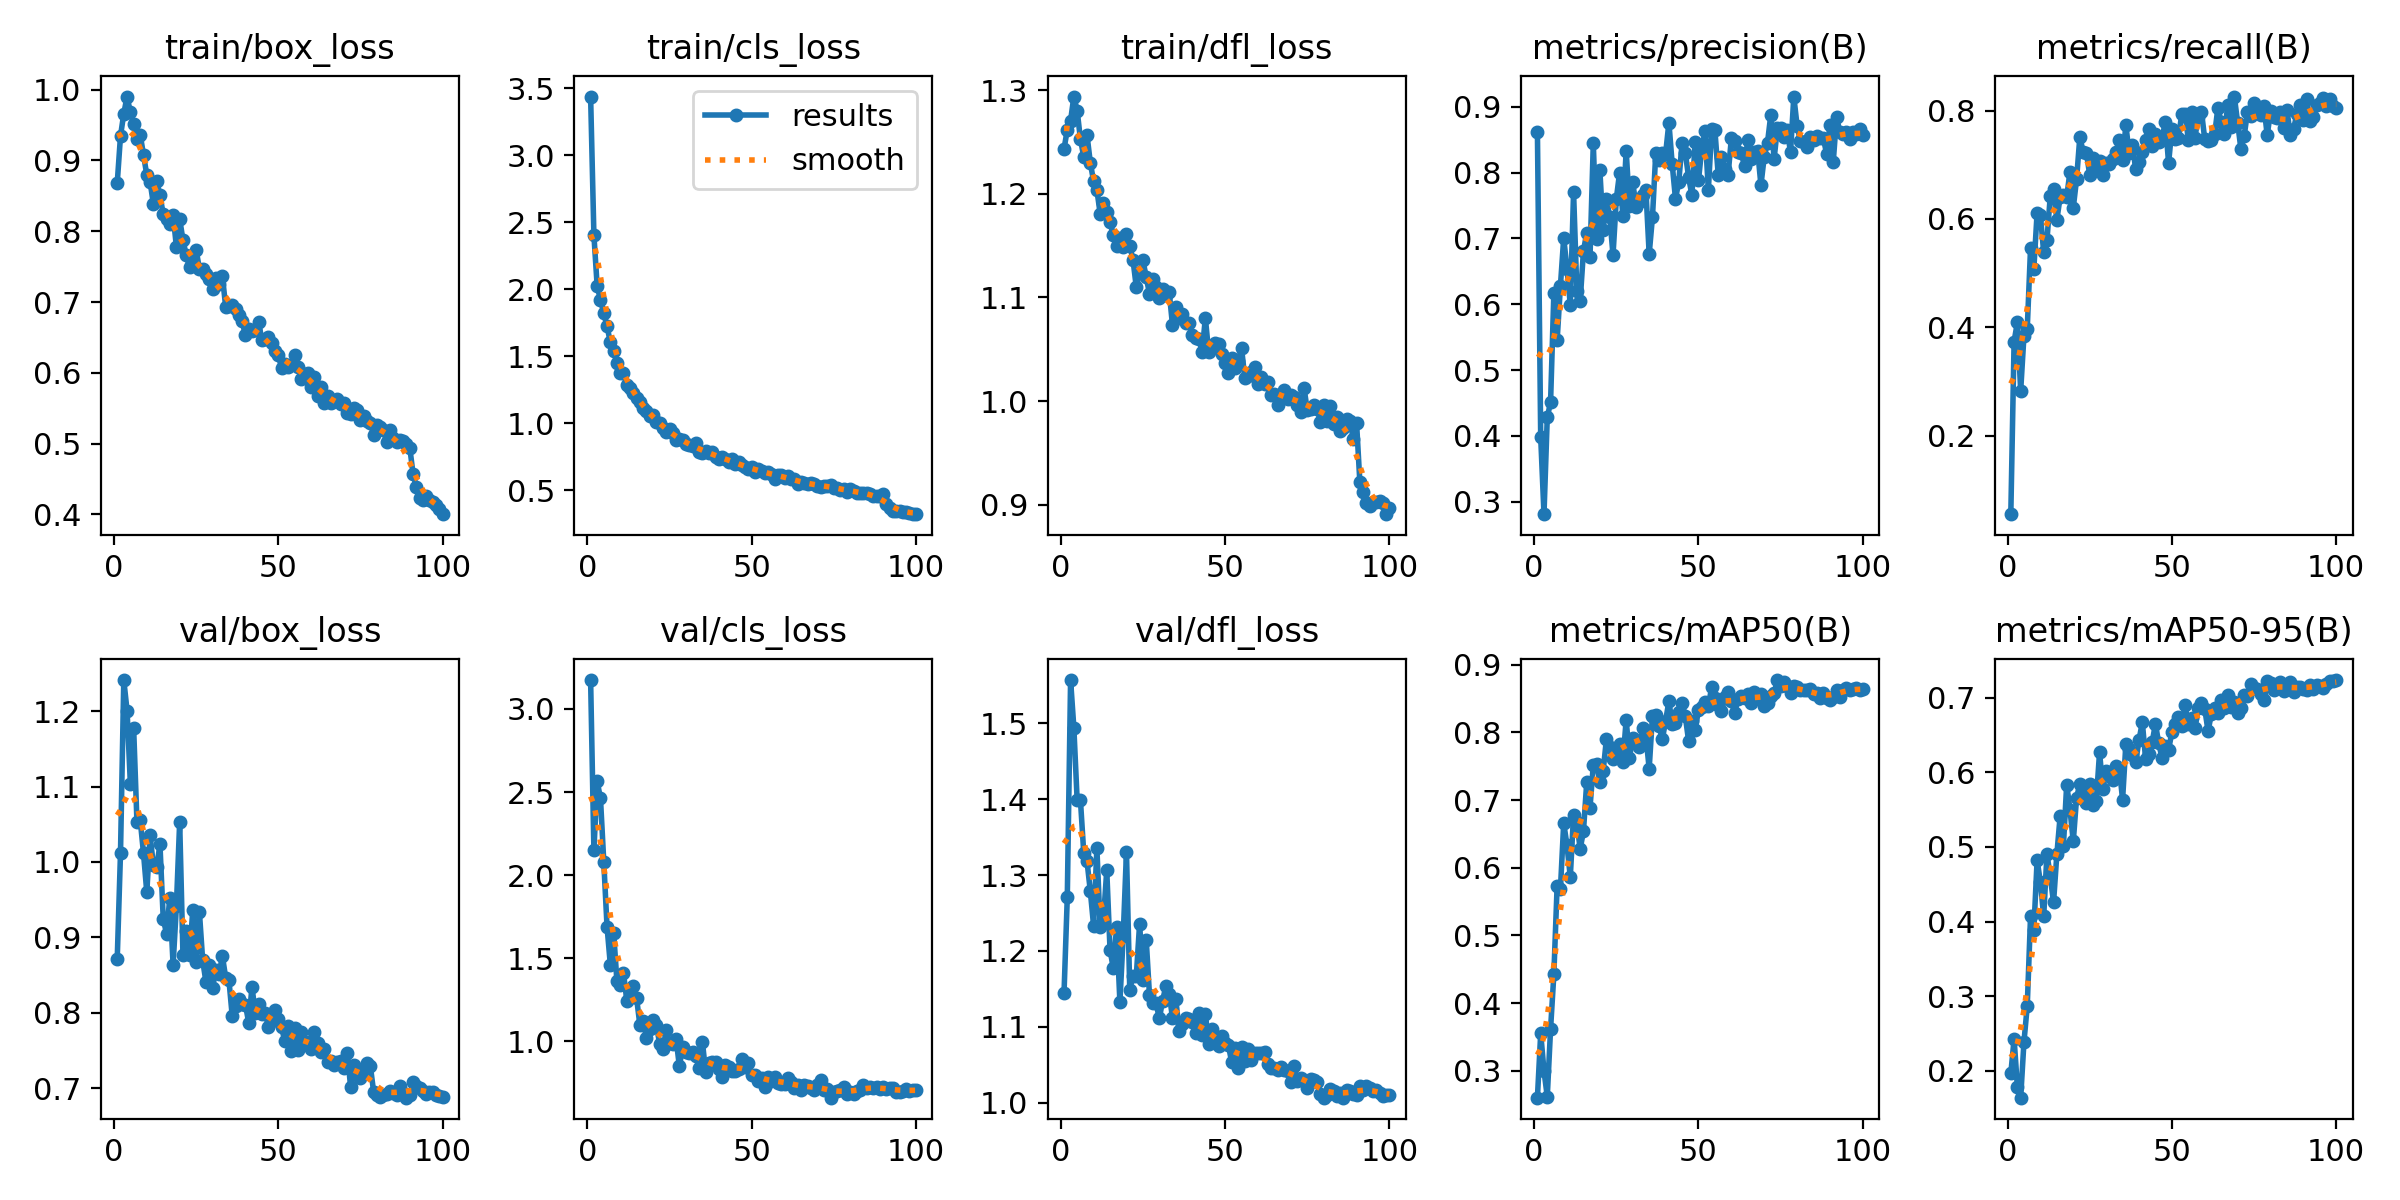 train/box_loss
1.0
0.9
0.8
0.7
0.6
0.5
0.4
0 50 100
train/cls_loss
3.5
3.0
2.5
2.0
1.5
1.0
0.5
0 50 100
results
smooth
train/dfl_loss
1.3
1.2
1.1
1.0
0.9
0 50 100
metrics/precision(B)
0.9
0.8
0.7
0.6
0.5
0.4
0.3
0 50 100
metrics/recall(B)
0.8
0.6
0.4
0.2
0 50 100
val/box_loss
1.2
1.1
1.0
0.9
0.8
0.7
0 50 100
val/cls_loss
3.0
2.5
2.0
1.5
1.0
0 50 100
val/dfl_loss
1.5
1.4
1.3
1.2
1.1
1.0
0 50 100
metrics/mAP50(B)
0.9
0.8
0.7
0.6
0.5
0.4
0.3
0 50 100
metrics/mAP50-95(B)
0.7
0.6
0.5
0.4
0.3
0.2
0 50 100